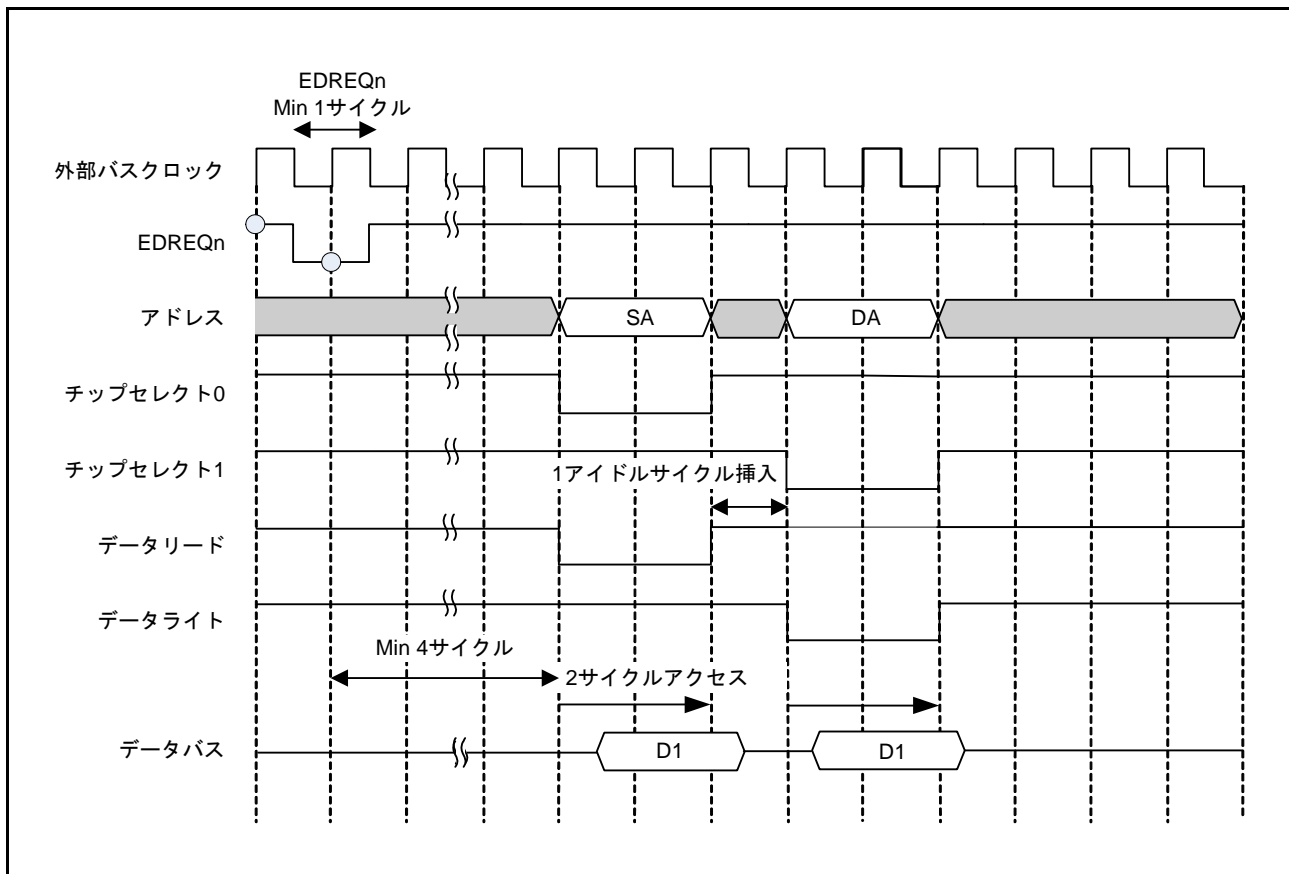 EDREQn
Min 1サイクル
外部バスクロック
EDREQn
アドレス
SA
DA
チップセレクト0
チップセレクト1
1アイドルサイクル挿入
データリード
データライト
Min 4サイクル
2サイクルアクセス
データバス
D1
D1